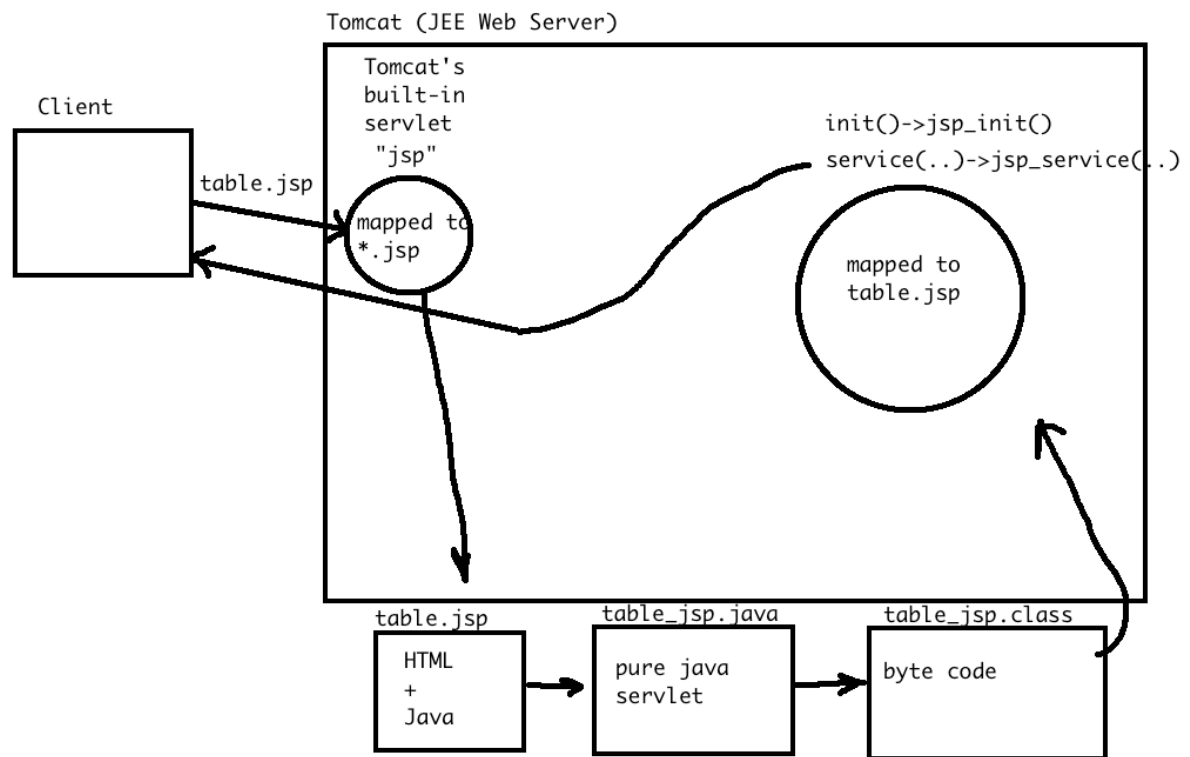 Tomcat (JEE Web Server)
Client
Tomcat's
built-in
servlet
"jsp"
table.jsp
mapped to
*.jsp
init()->jsp_init()
service(..)->jsp_service(..)
mapped to
table.jsp
table.jsp
HTML
+
Java
table_jsp.java
pure java
servlet
table_jsp.class
byte code